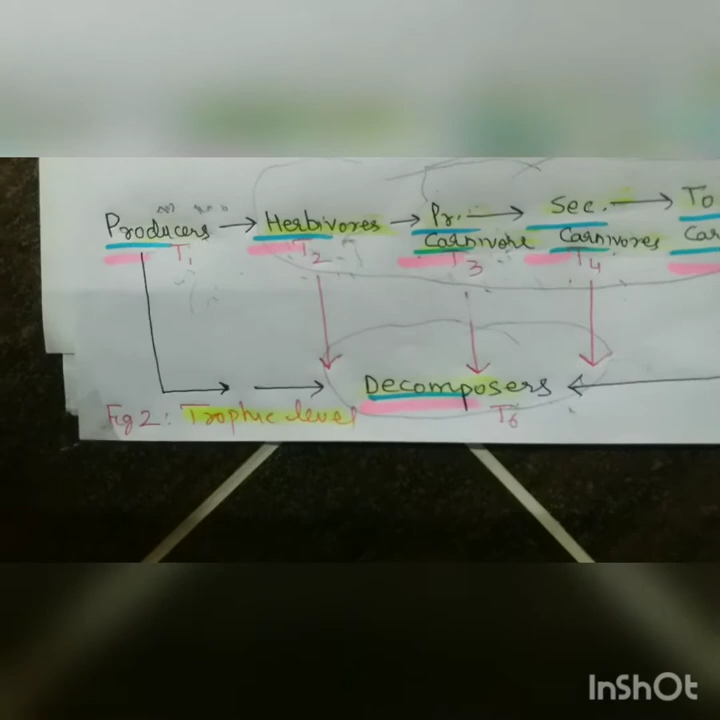 Producers → Herbivores → Pr. → Sec. → To
Carnivore Carnivores Car
T1 T2 T3 T4
Decomposers
Fig 2: Trophic level T6
InShOt